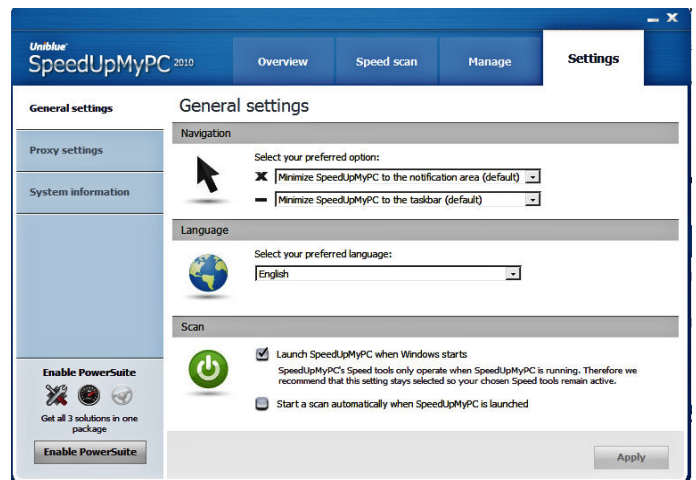 Uniblue
SpeedUpMyPC 2010
Overview
Speed scan
Manage
Settings
General settings
Proxy settings
System information
General settings
Navigation
Select your preferred option:
Minimize SpeedUpMyPC to the notification area (default)
Minimize SpeedUpMyPC to the taskbar (default)
Language
Select your preferred language:
English
Scan
Launch SpeedUpMyPC when Windows starts
SpeedUpMyPC's Speed tools only operate when SpeedUpMyPC is running. Therefore we
recommend that this setting stays selected so your chosen Speed tools remain active.
Start a scan automatically when SpeedUpMyPC is launched
Enable PowerSuite
Get all 3 solutions in one
package
Enable PowerSuite
Apply